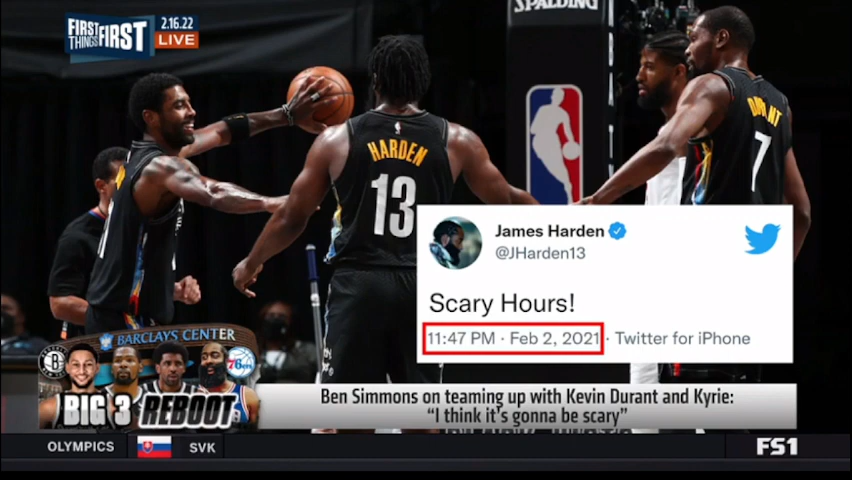 SPALDING
FIRST THINGS FIRST
2.16.22
LIVE
HARDEN
13
DURANT
7
James Harden
@JHarden13
Scary Hours!
11:47 PM · Feb 2, 2021 · Twitter for iPhone
BARCLAYS CENTER
B
76ers
BIG 3 REBOOT
Ben Simmons on teaming up with Kevin Durant and Kyrie:
“I think it's gonna be scary”
OLYMPICS
SVK
FS1